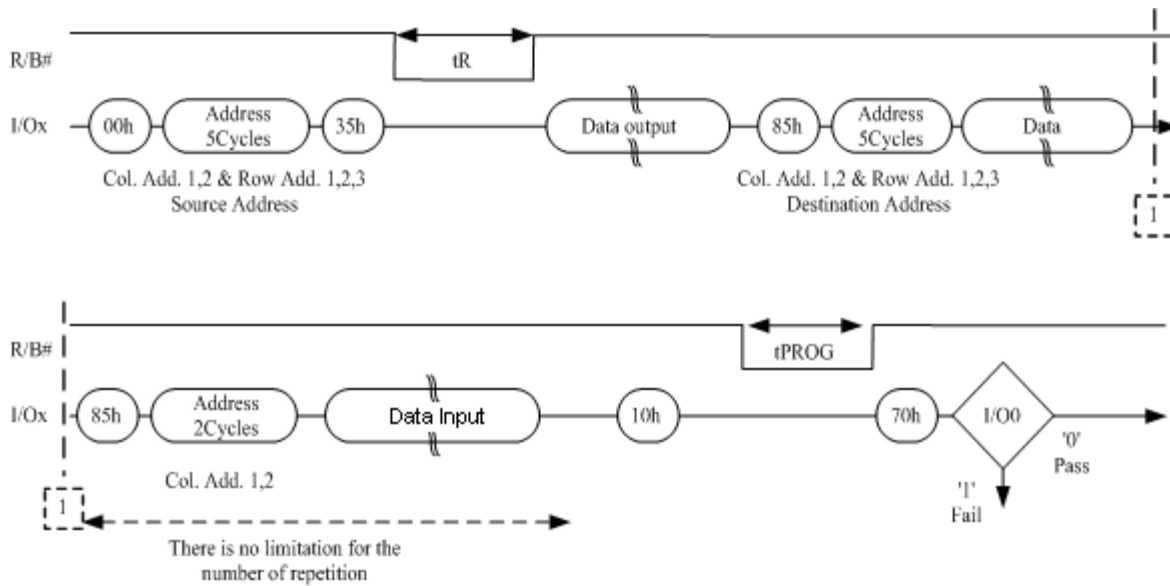 R/B#
tR
I/Ox
00h
Address
5Cycles
35h
Data output
85h
Address
5Cycles
Data
Col. Add. 1,2 & Row Add. 1,2,3
Source Address
Col. Add. 1,2 & Row Add. 1,2,3
Destination Address
1
R/B#
tPROG
I/Ox
85h
Address
2Cycles
Data Input
10h
70h
I/O0
'0'
Pass
Col. Add. 1,2
1
'1'
Fail
There is no limitation for the
number of repetition